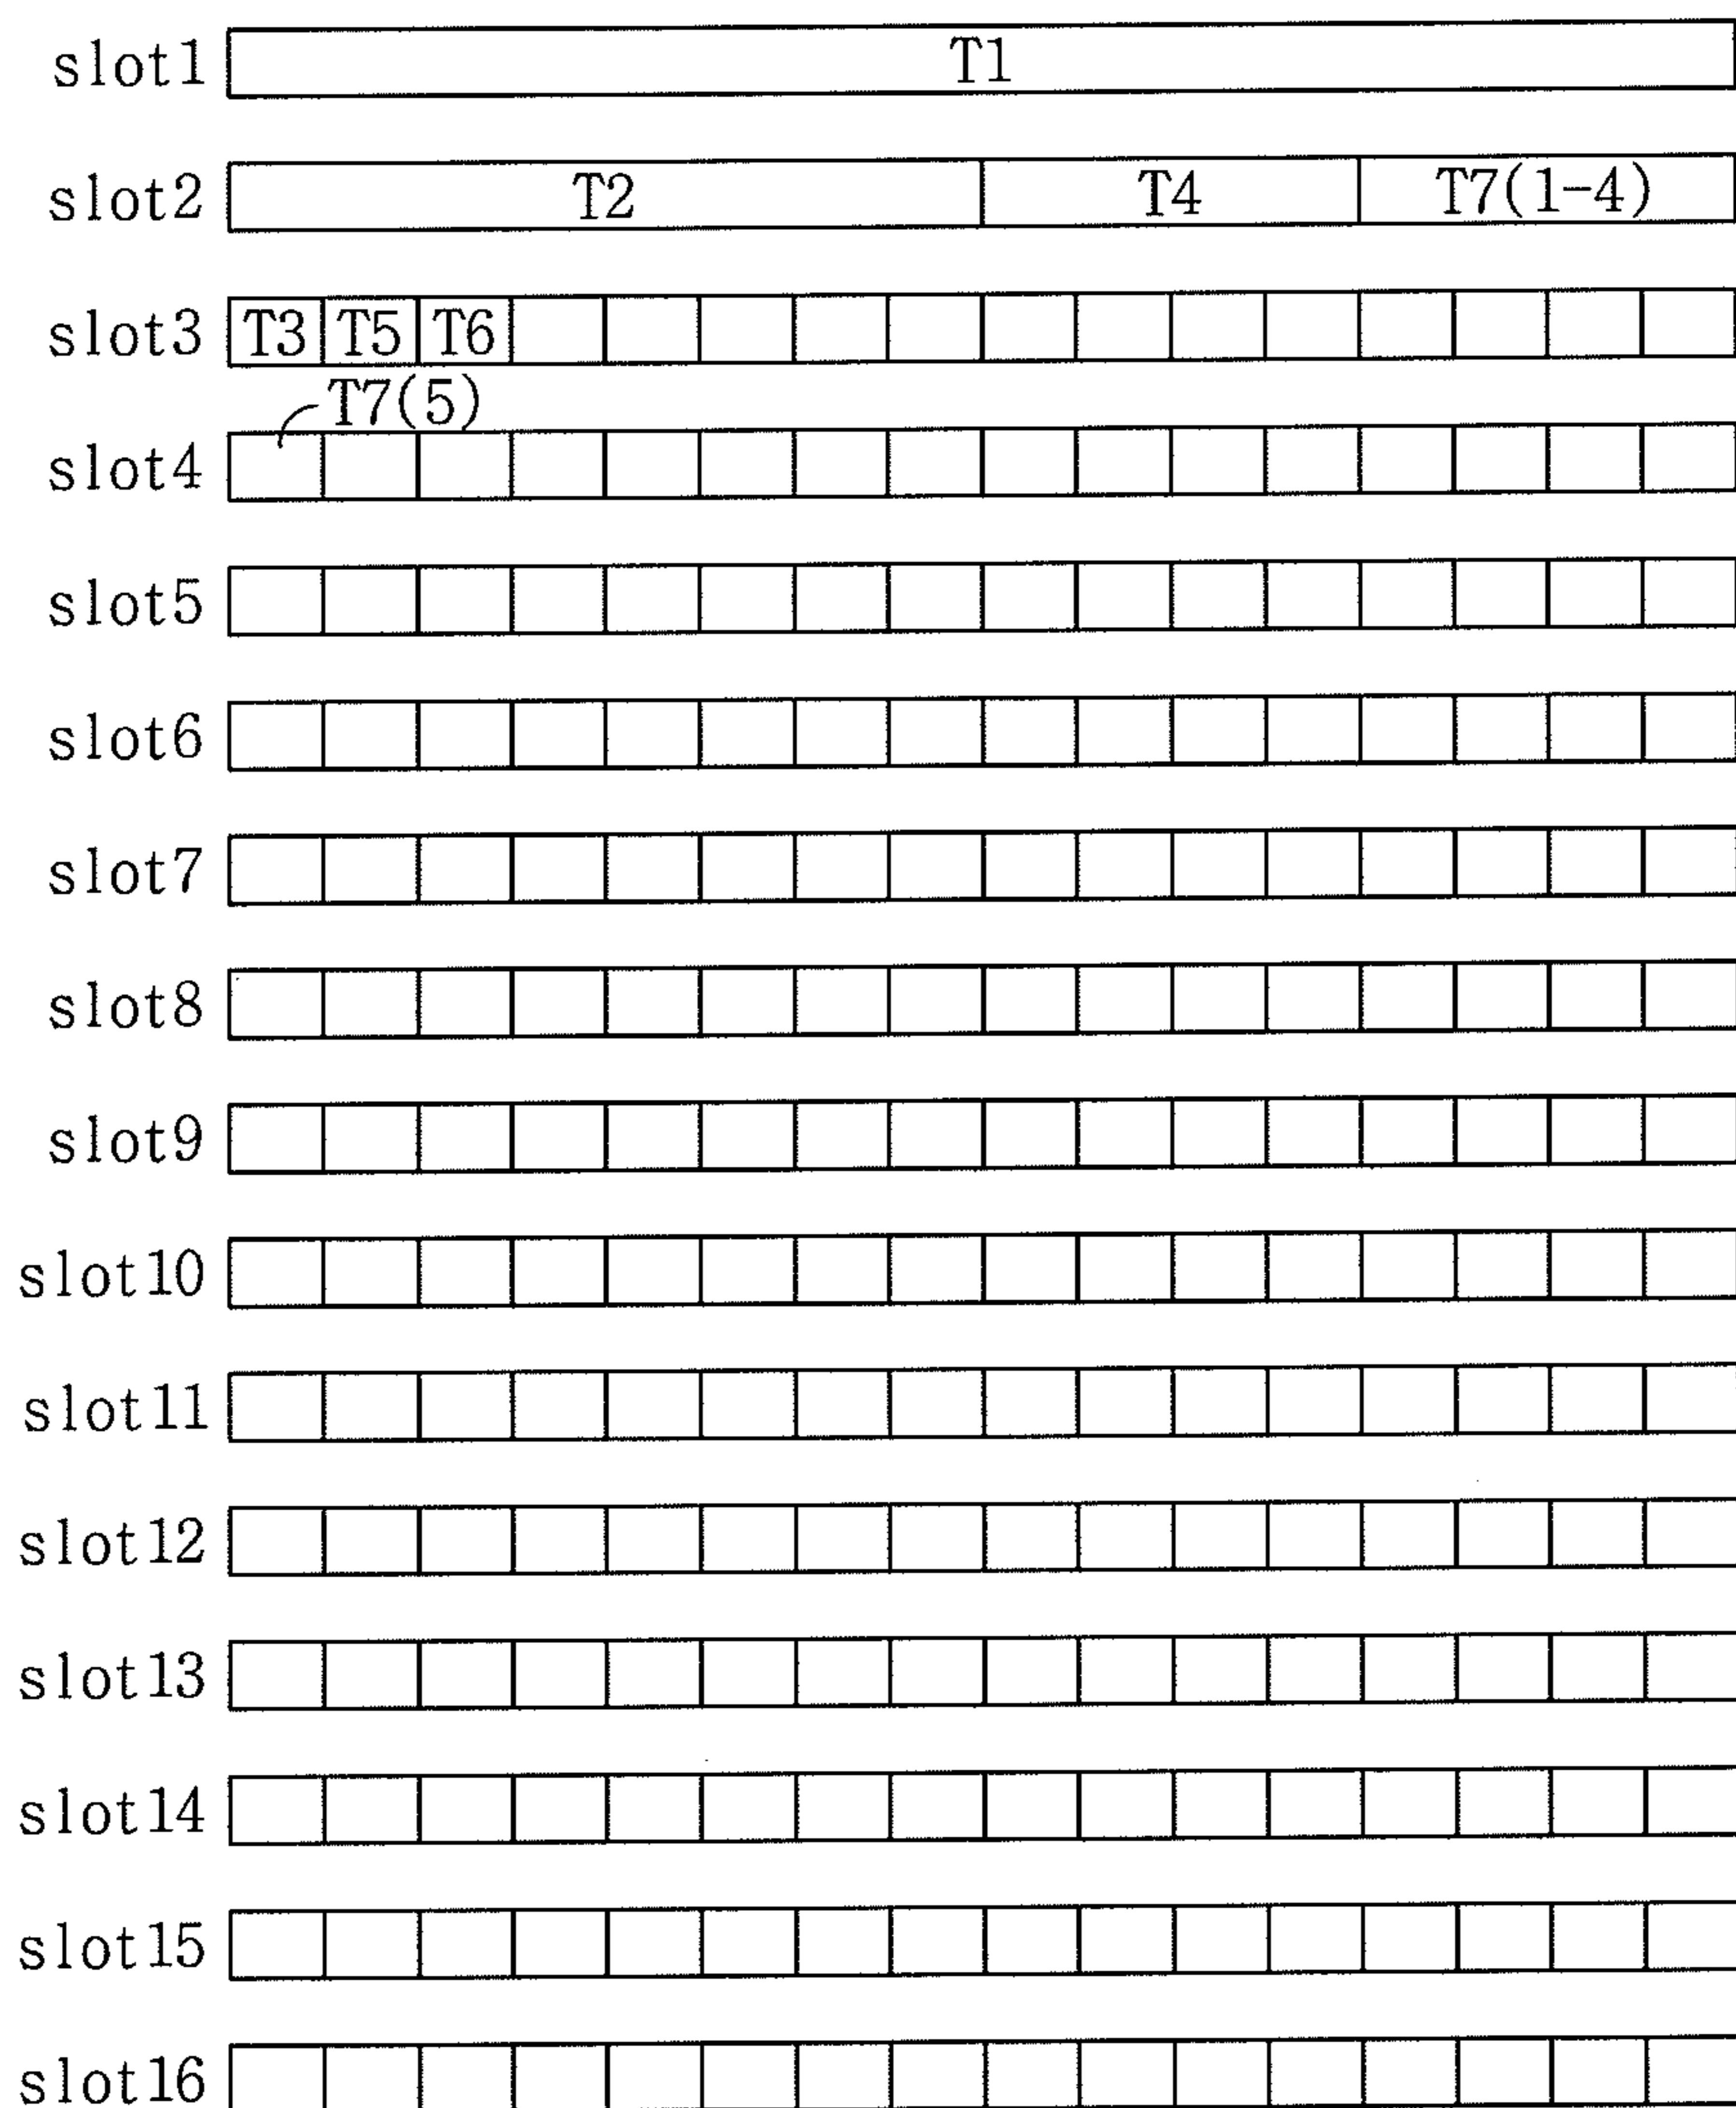 slot1 T1
slot2 T2 T4 T7(1-4)
slot3 T3 T5 T6
T7(5)
slot4
slot5
slot6
slot7
slot8
slot9
slot10
slot11
slot12
slot13
slot14
slot15
slot16